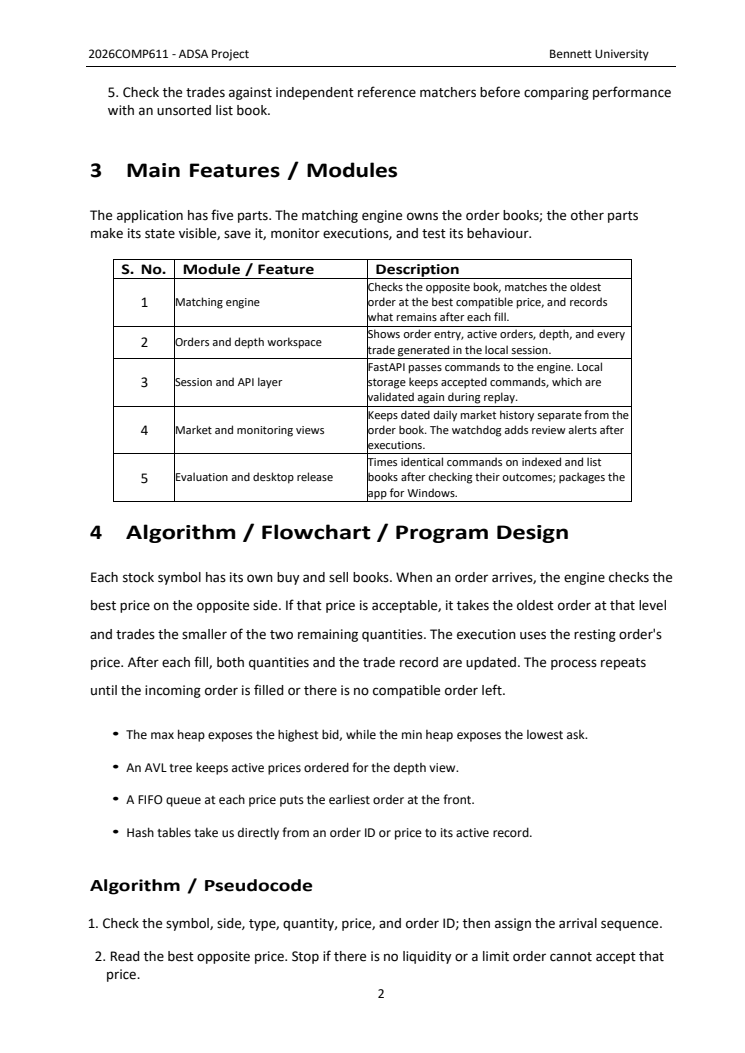 2026COMP611 - ADSA Project Bennett University
5. Check the trades against independent reference matchers before comparing performance
with an unsorted list book.
3 Main Features / Modules
The application has five parts. The matching engine owns the order books; the other parts
make its state visible, save it, monitor executions, and test its behaviour.
S. No. Module / Feature Description
1 Matching engine Checks the opposite book, matches the oldest
order at the best compatible price, and records
what remains after each fill.
2 Orders and depth workspace Shows order entry, active orders, depth, and every
trade generated in the local session.
3 Session and API layer FastAPI passes commands to the engine. Local
storage keeps accepted commands, which are
validated again during replay.
4 Market and monitoring views Keeps dated daily market history separate from the
order book. The watchdog adds review alerts after
executions.
5 Evaluation and desktop release Times identical commands on indexed and list
books after checking their outcomes; packages the
app for Windows.
4 Algorithm / Flowchart / Program Design
Each stock symbol has its own buy and sell books. When an order arrives, the engine checks the
best price on the opposite side. If that price is acceptable, it takes the oldest order at that level
and trades the smaller of the two remaining quantities. The execution uses the resting order's
price. After each fill, both quantities and the trade record are updated. The process repeats
until the incoming order is filled or there is no compatible order left.
• The max heap exposes the highest bid, while the min heap exposes the lowest ask.
• An AVL tree keeps active prices ordered for the depth view.
• A FIFO queue at each price puts the earliest order at the front.
• Hash tables take us directly from an order ID or price to its active record.
Algorithm / Pseudocode
1. Check the symbol, side, type, quantity, price, and order ID; then assign the arrival sequence.
2. Read the best opposite price. Stop if there is no liquidity or a limit order cannot accept that
price.
2